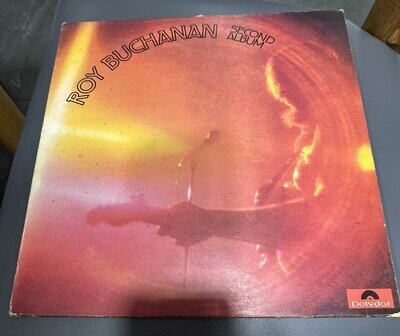 ROY BUCHANAN
SECOND
ALBUM
Polydor